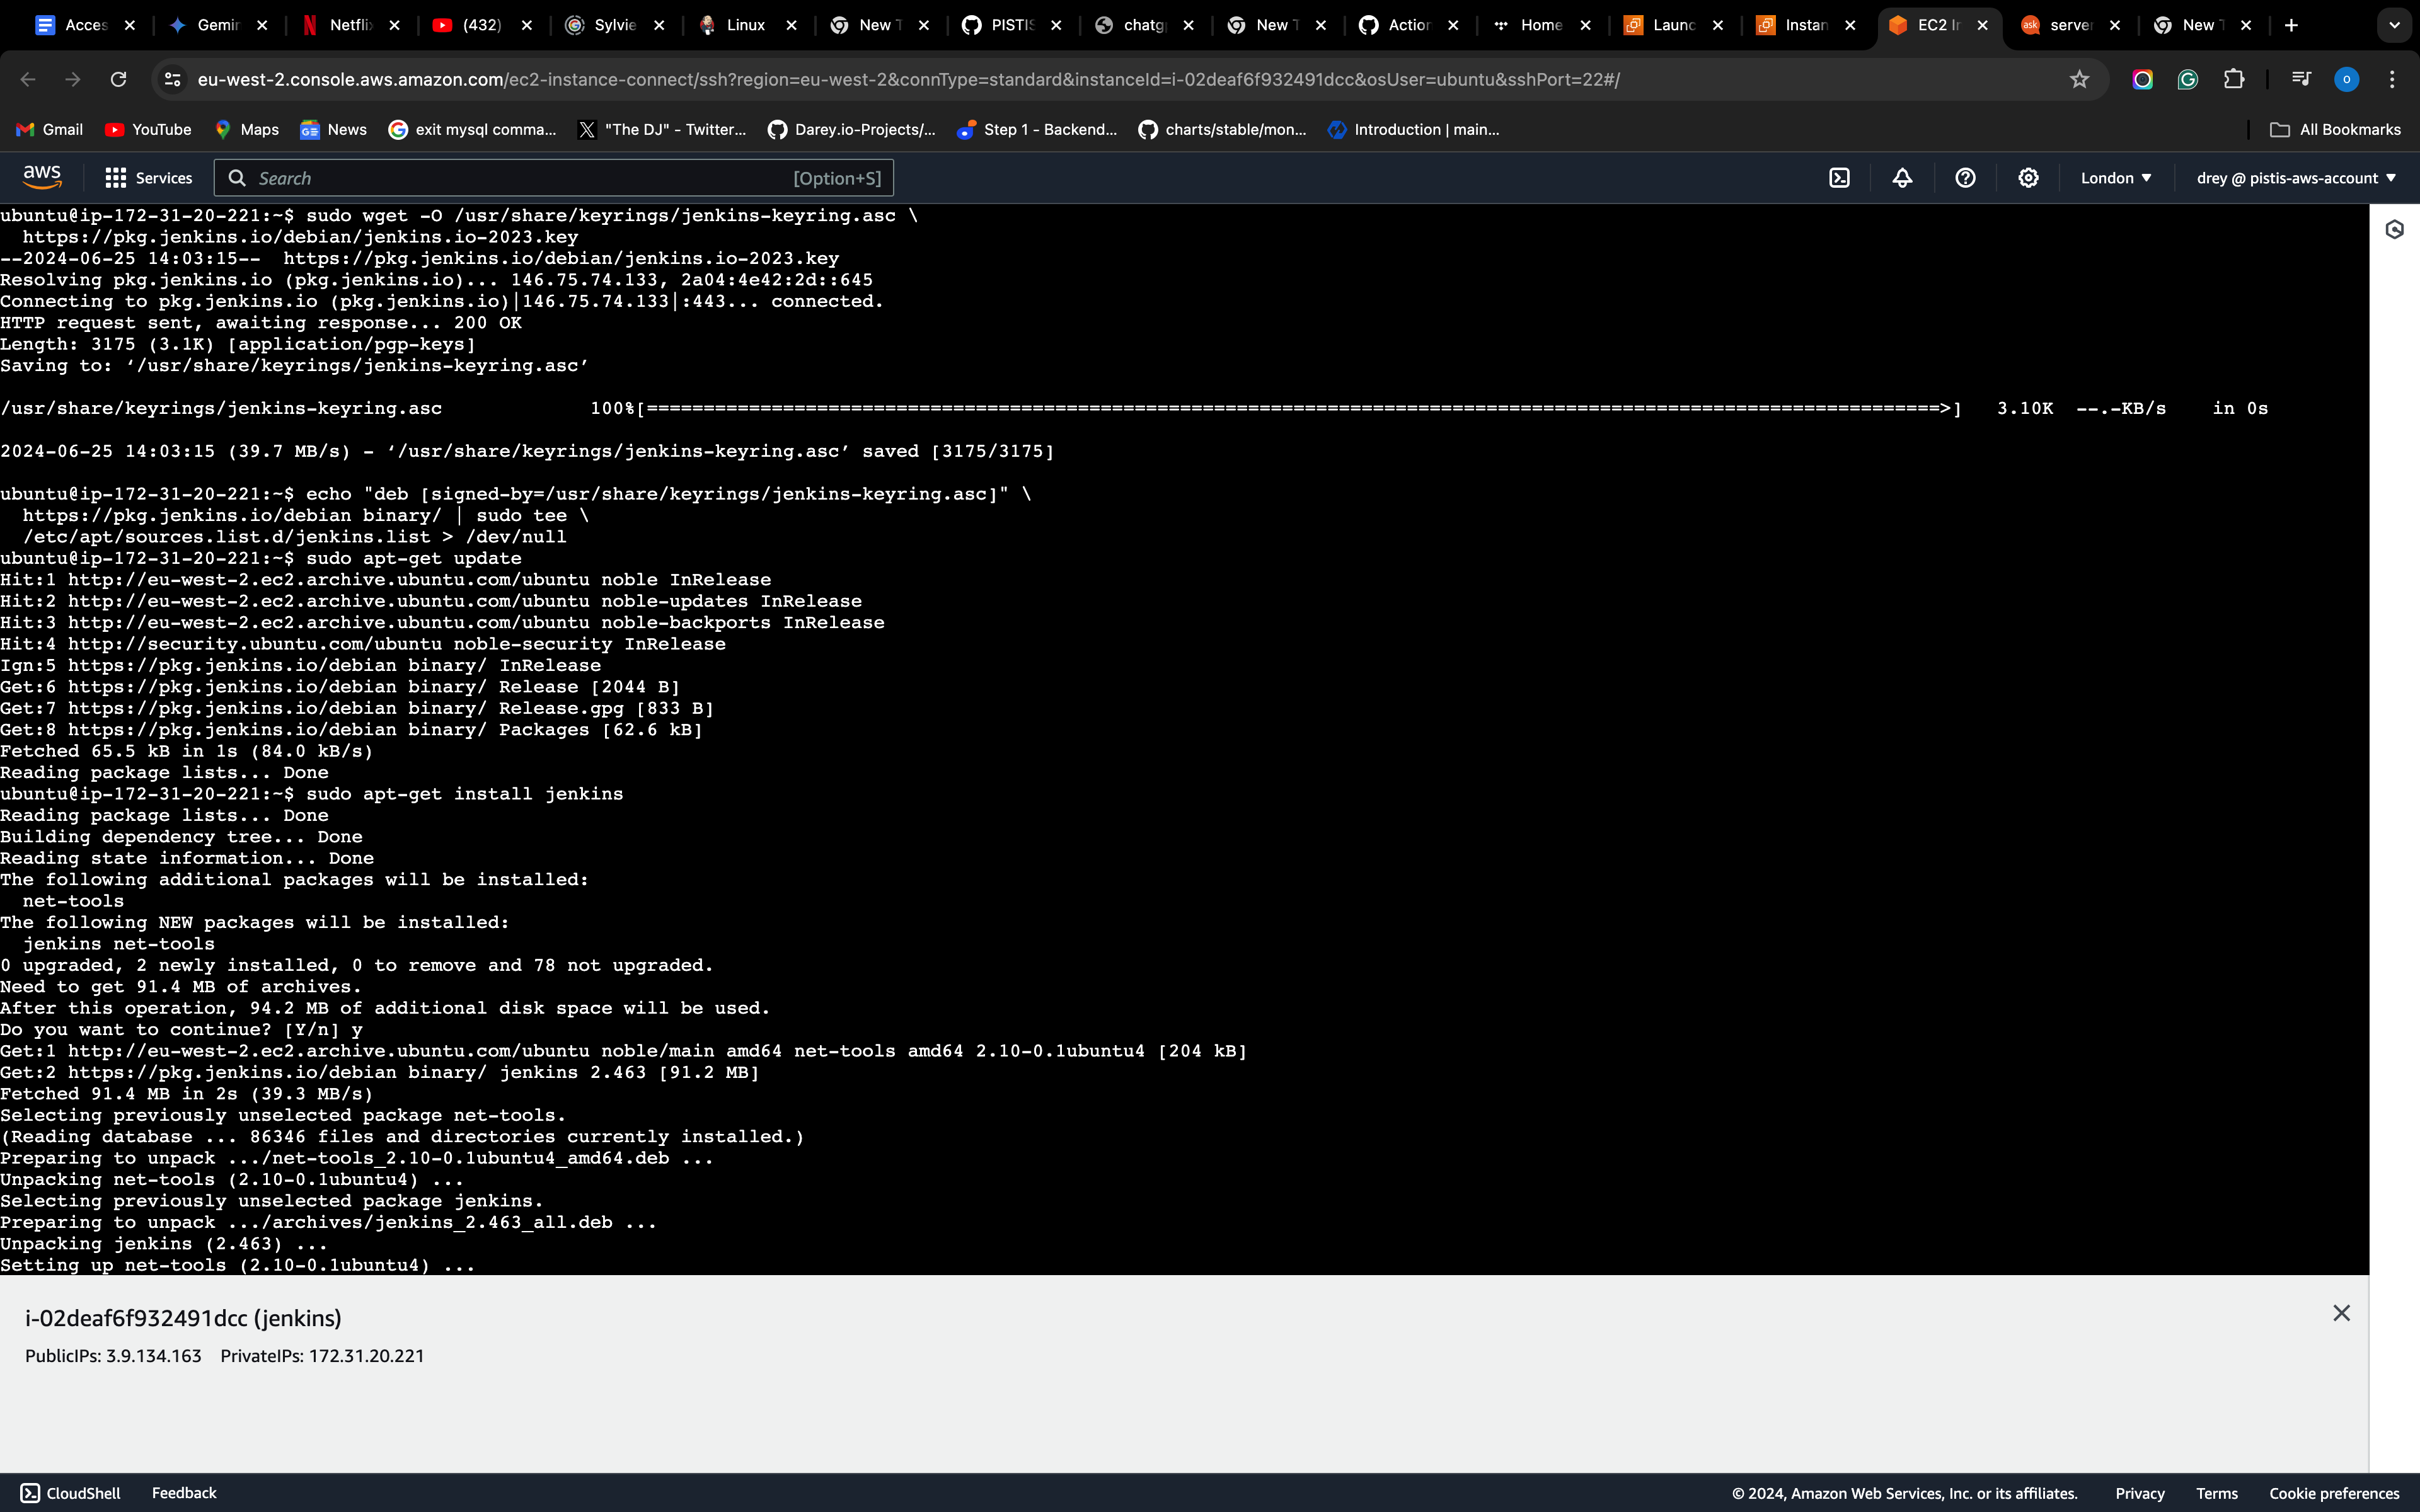 Acces
Gemin
Netfli
(432)
Sylvie
Linux
New T
PISTIS
chatg
New T
Action
Home
Launc
Instan
EC2 In
server
New T
eu-west-2.console.aws.amazon.com/ec2-instance-connect/ssh?region=eu-west-2&connType=standard&instanceId=i-02deaf6f932491dcc&osUser=ubuntu&sshPort=22#/
Gmail YouTube Maps News exit mysql comma... "The DJ" - Twitter... Darey.io-Projects/... Step 1 - Backend... charts/stable/mon... Introduction | main... All Bookmarks
aws Services Search [Option+S] London drey @ pistis-aws-account
ubuntu@ip-172-31-20-221:~$ sudo wget -O /usr/share/keyrings/jenkins-keyring.asc \
  https://pkg.jenkins.io/debian/jenkins.io-2023.key
--2024-06-25 14:03:15--  https://pkg.jenkins.io/debian/jenkins.io-2023.key
Resolving pkg.jenkins.io (pkg.jenkins.io)... 146.75.74.133, 2a04:4e42:2d::645
Connecting to pkg.jenkins.io (pkg.jenkins.io)|146.75.74.133|:443... connected.
HTTP request sent, awaiting response... 200 OK
Length: 3175 (3.1K) [application/pgp-keys]
Saving to: ‘/usr/share/keyrings/jenkins-keyring.asc’
/usr/share/keyrings/jenkins-keyring.asc 100%[==================================================================================================================>] 3.10K --.-KB/s in 0s
2024-06-25 14:03:15 (39.7 MB/s) - ‘/usr/share/keyrings/jenkins-keyring.asc’ saved [3175/3175]
ubuntu@ip-172-31-20-221:~$ echo "deb [signed-by=/usr/share/keyrings/jenkins-keyring.asc]" \
  https://pkg.jenkins.io/debian binary/ | sudo tee \
  /etc/apt/sources.list.d/jenkins.list > /dev/null
ubuntu@ip-172-31-20-221:~$ sudo apt-get update
Hit:1 http://eu-west-2.ec2.archive.ubuntu.com/ubuntu noble InRelease
Hit:2 http://eu-west-2.ec2.archive.ubuntu.com/ubuntu noble-updates InRelease
Hit:3 http://eu-west-2.ec2.archive.ubuntu.com/ubuntu noble-backports InRelease
Hit:4 http://security.ubuntu.com/ubuntu noble-security InRelease
Ign:5 https://pkg.jenkins.io/debian binary/ InRelease
Get:6 https://pkg.jenkins.io/debian binary/ Release [2044 B]
Get:7 https://pkg.jenkins.io/debian binary/ Release.gpg [833 B]
Get:8 https://pkg.jenkins.io/debian binary/ Packages [62.6 kB]
Fetched 65.5 kB in 1s (84.0 kB/s)
Reading package lists... Done
ubuntu@ip-172-31-20-221:~$ sudo apt-get install jenkins
Reading package lists... Done
Building dependency tree... Done
Reading state information... Done
The following additional packages will be installed:
  net-tools
The following NEW packages will be installed:
  jenkins net-tools
0 upgraded, 2 newly installed, 0 to remove and 78 not upgraded.
Need to get 91.4 MB of archives.
After this operation, 94.2 MB of additional disk space will be used.
Do you want to continue? [Y/n] y
Get:1 http://eu-west-2.ec2.archive.ubuntu.com/ubuntu noble/main amd64 net-tools amd64 2.10-0.1ubuntu4 [204 kB]
Get:2 https://pkg.jenkins.io/debian binary/ jenkins 2.463 [91.2 MB]
Fetched 91.4 MB in 2s (39.3 MB/s)
Selecting previously unselected package net-tools.
(Reading database ... 86346 files and directories currently installed.)
Preparing to unpack .../net-tools_2.10-0.1ubuntu4_amd64.deb ...
Unpacking net-tools (2.10-0.1ubuntu4) ...
Selecting previously unselected package jenkins.
Preparing to unpack .../archives/jenkins_2.463_all.deb ...
Unpacking jenkins (2.463) ...
Setting up net-tools (2.10-0.1ubuntu4) ...
i-02deaf6f932491dcc (jenkins)
PublicIPs: 3.9.134.163 PrivateIPs: 172.31.20.221
CloudShell Feedback © 2024, Amazon Web Services, Inc. or its affiliates. Privacy Terms Cookie preferences